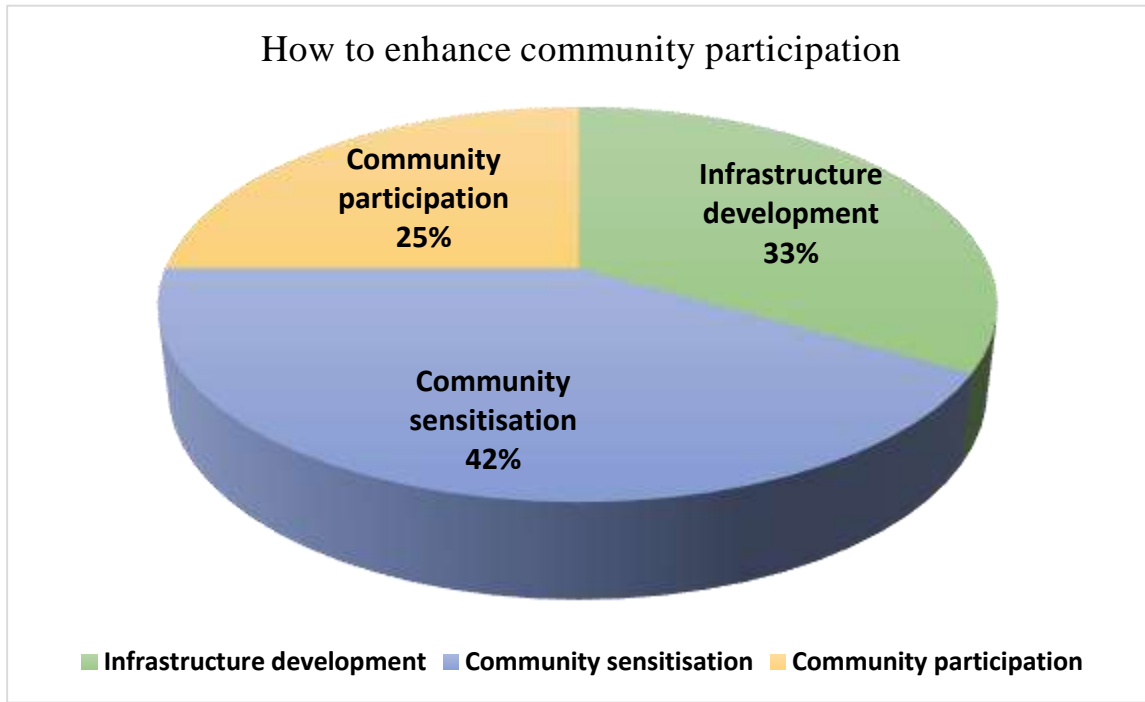 How to enhance community participation
Community
participation
25%
Infrastructure
development
33%
Community
sensitisation
42%
Infrastructure development Community sensitisation Community participation